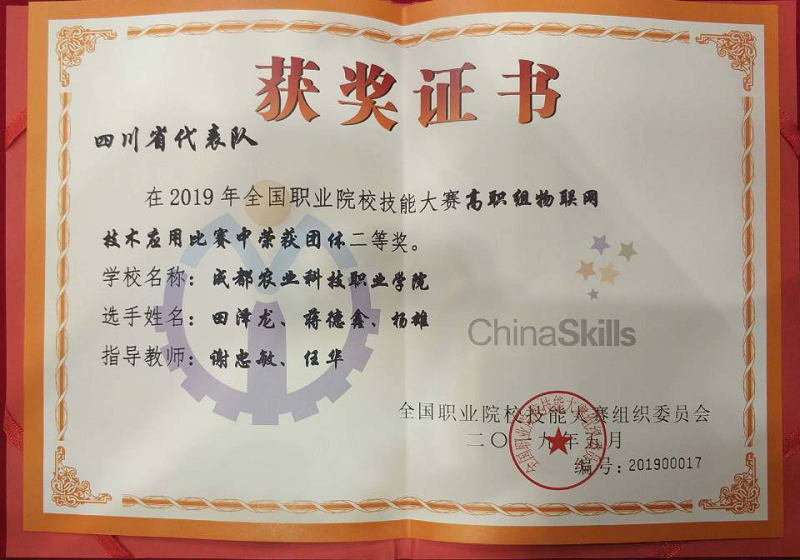 获奖证书
四川省代表队
在2019年全国职业院校技能大赛高职组物联网
技术应用比赛中荣获团体二等奖。
学校名称：成都农业科技职业学院
选手姓名：田泽龙、蒋德鑫、杨雄
指导教师：谢忠敏、任华
ChinaSkills
全国职业院校技能大赛组织委员会
二〇一九年五月
编号：201900017